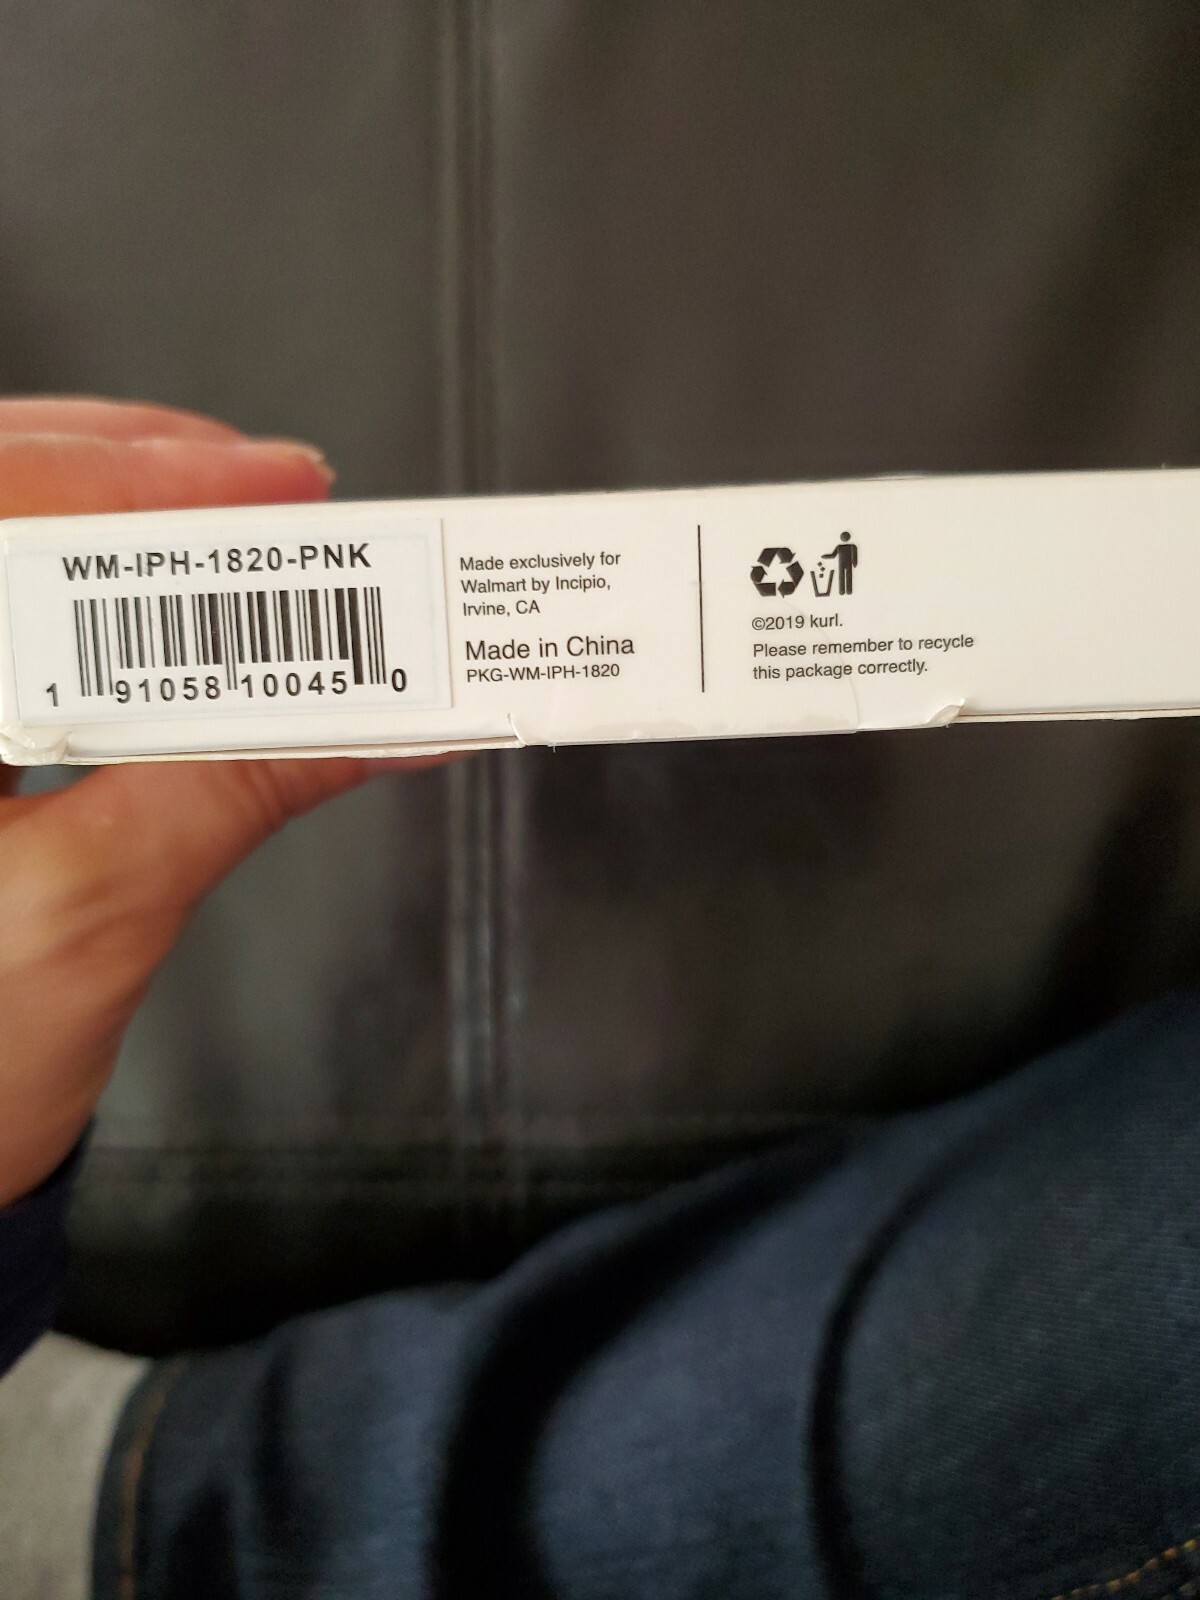 WM-IPH-1820-PNK
1 91058 10045 0
Made exclusively for
Walmart by Incipio,
Irvine, CA
Made in China
PKG-WM-IPH-1820
©2019 kurl.
Please remember to recycle
this package correctly.